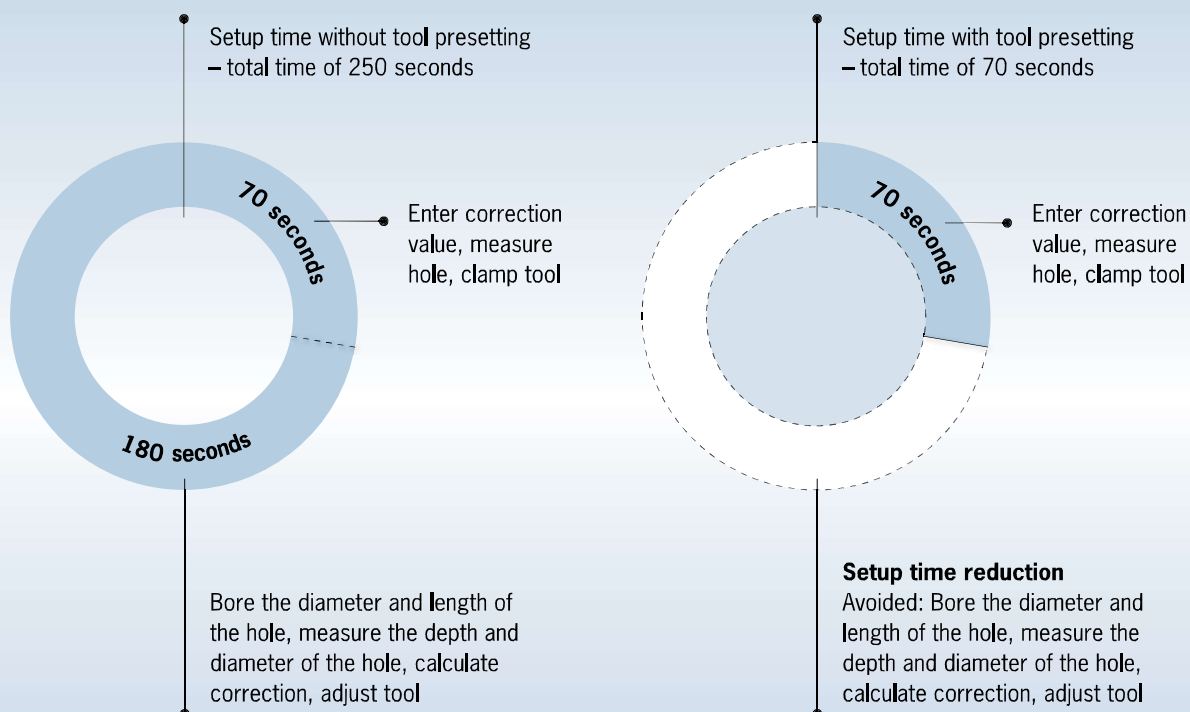 Setup time without tool presetting
– total time of 250 seconds
70 seconds
Enter correction
value, measure
hole, clamp tool
180 seconds
Bore the diameter and length of
the hole, measure the depth and
diameter of the hole, calculate
correction, adjust tool
Setup time with tool presetting
– total time of 70 seconds
70 seconds
Enter correction
value, measure
hole, clamp tool
Setup time reduction
Avoided: Bore the diameter and
length of the hole, measure the
depth and diameter of the hole,
calculate correction, adjust tool